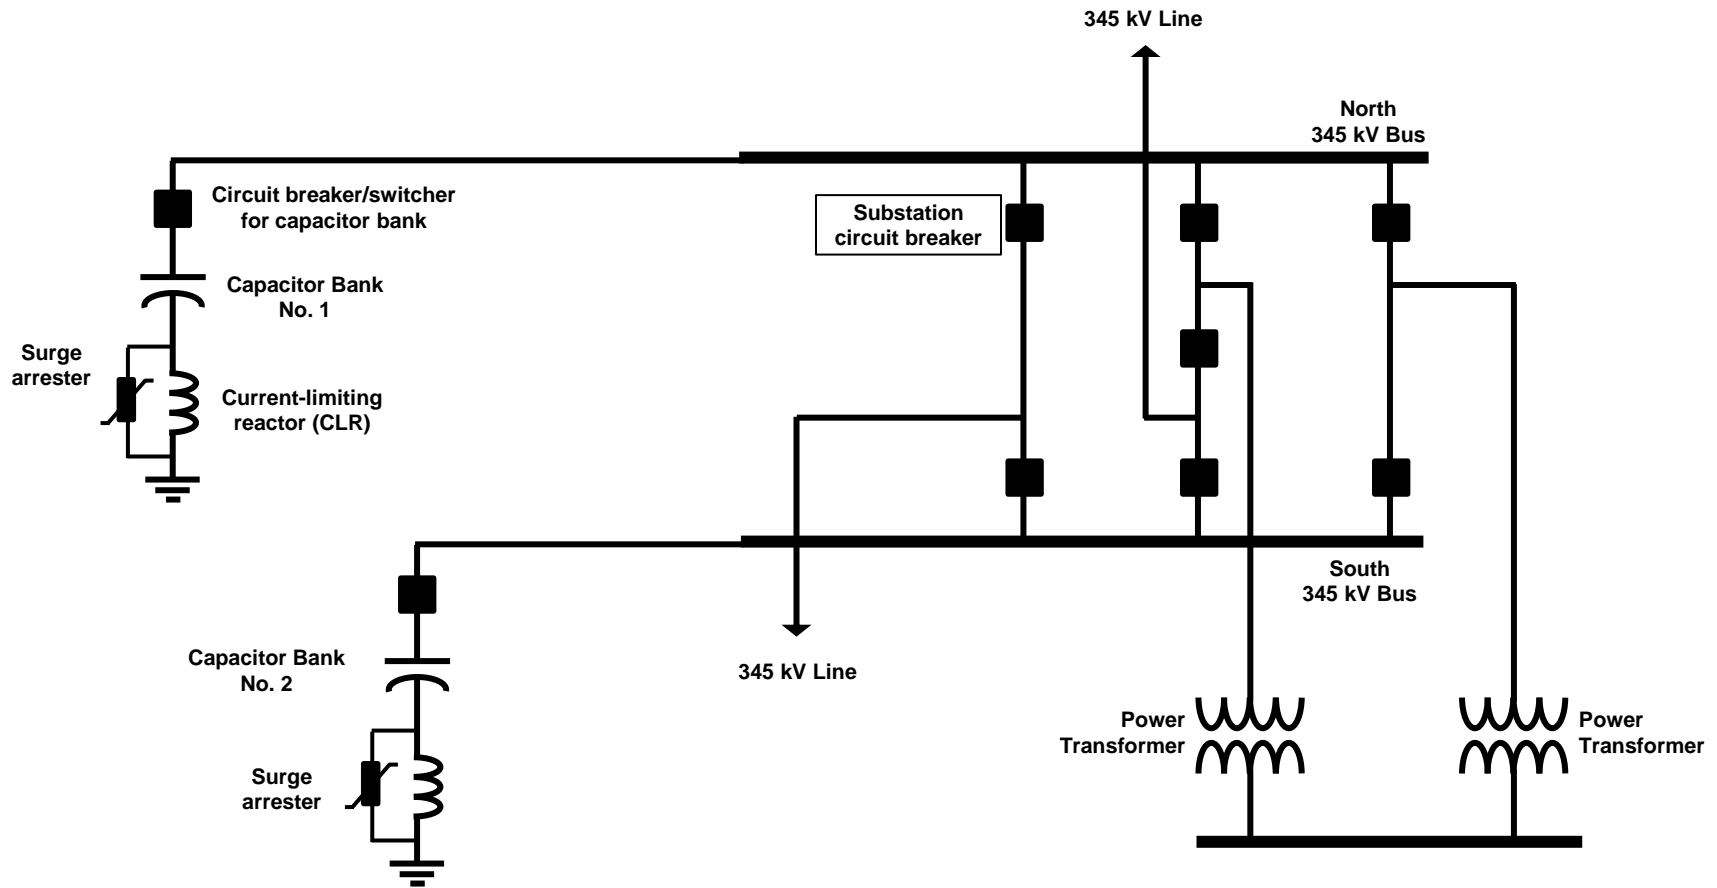 345 kV Line
North
345 kV Bus
Circuit breaker/switcher
for capacitor bank
Substation
circuit breaker
Capacitor Bank
No. 1
Surge
arrester
Current-limiting
reactor (CLR)
South
345 kV Bus
Capacitor Bank
No. 2
345 kV Line
Power
Transformer
Power
Transformer
Surge
arrester